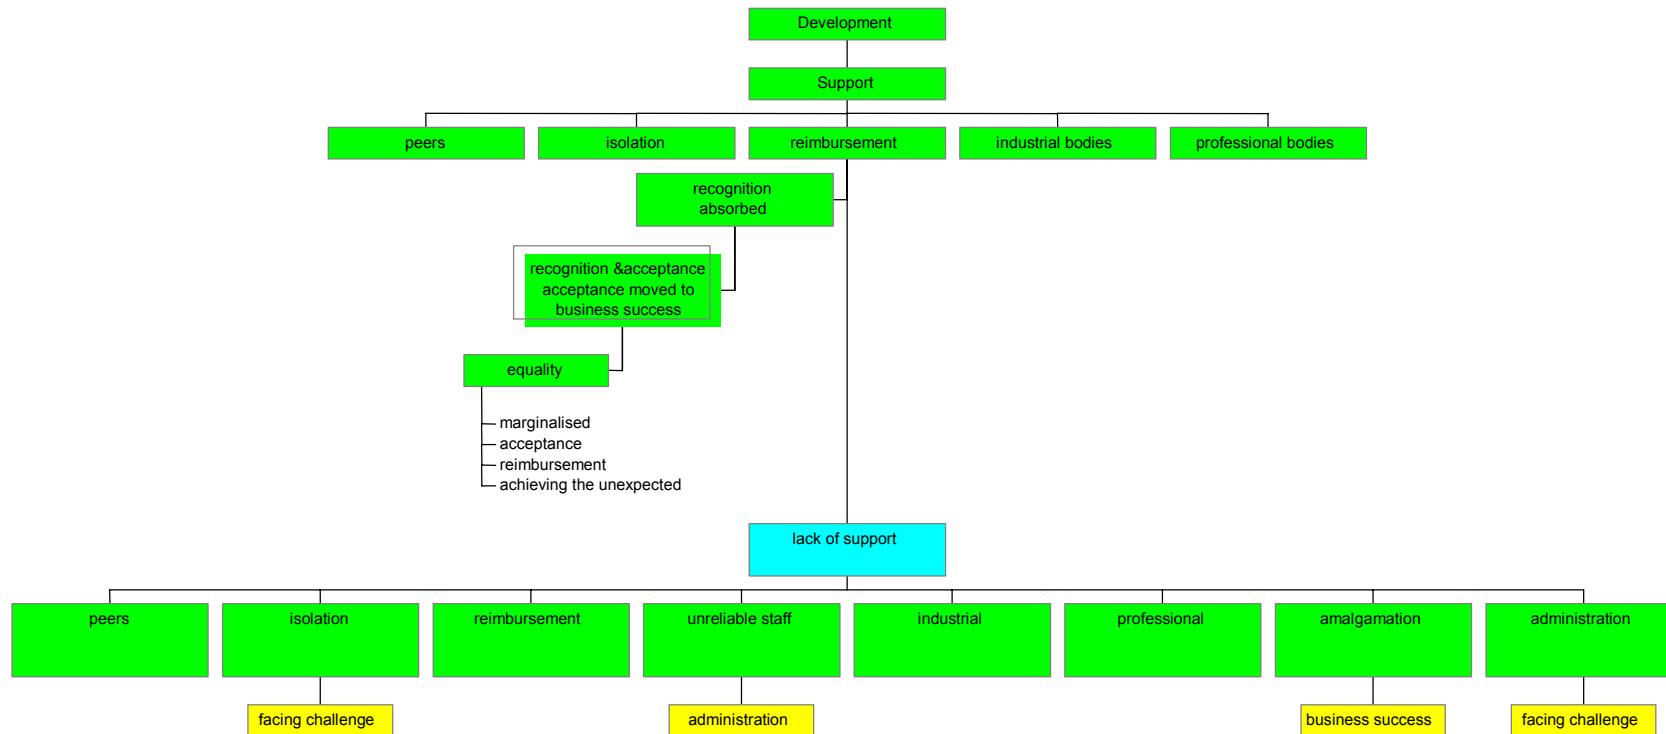 Development
Support
peers
isolation
reimbursement
industrial bodies
professional bodies
recognition
absorbed
recognition &acceptance
acceptance moved to
business success
equality
marginalised
acceptance
reimbursement
achieving the unexpected
lack of support
peers
isolation
reimbursement
unreliable staff
industrial
professional
amalgamation
administration
facing challenge
administration
business success
facing challenge